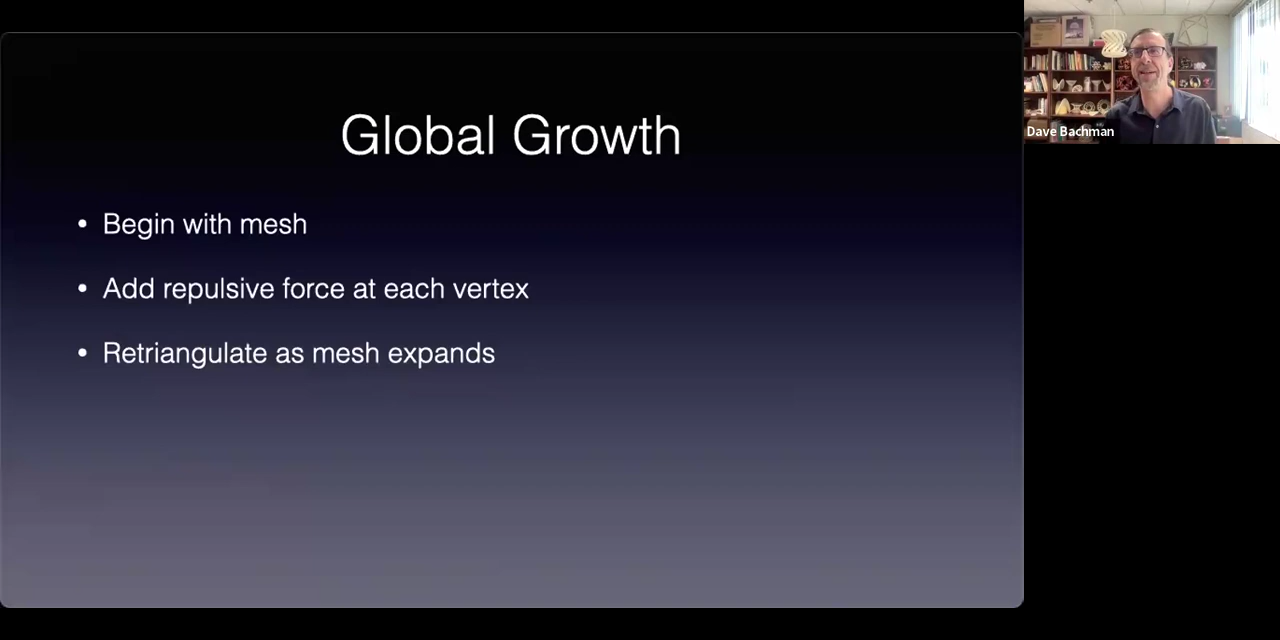 Global Growth
• Begin with mesh
• Add repulsive force at each vertex
• Retriangulate as mesh expands
Dave Bachman